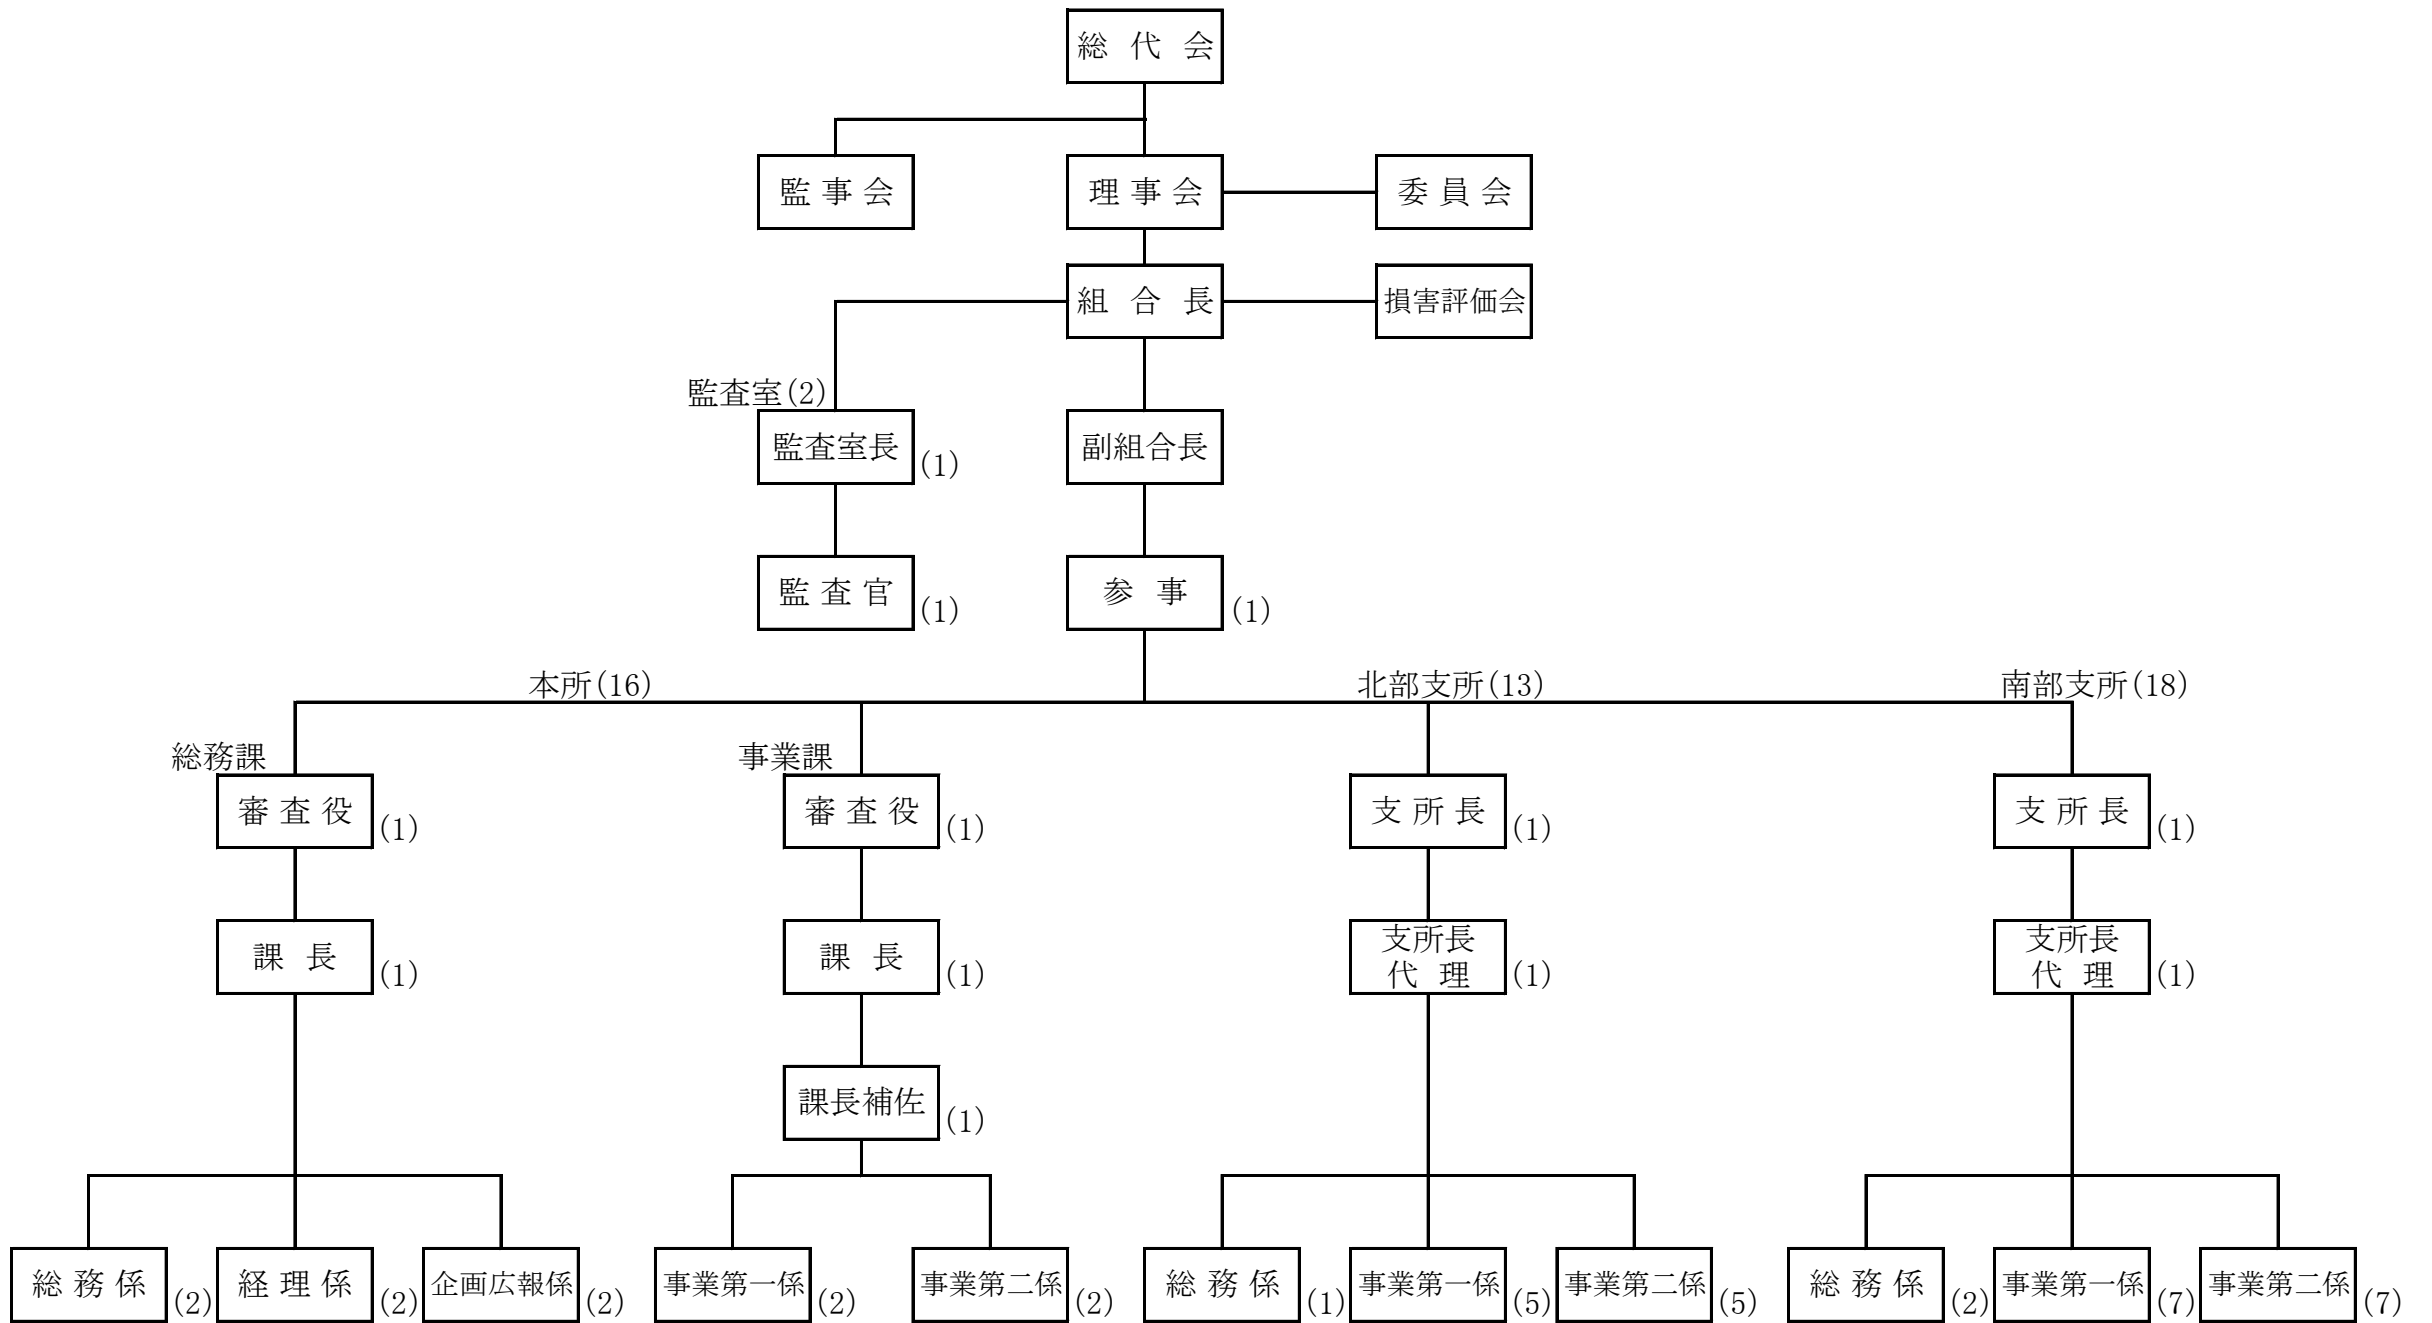 総代会
監事会
理事会
委員会
組合長
損害評価会
監査室(2)
監査室長
(1)
副組合長
監査官
(1)
参事
(1)
本所(16)
北部支所(13)
南部支所(18)
総務課
事業課
審査役
(1)
審査役
(1)
支所長
(1)
支所長
(1)
課長
(1)
課長
(1)
支所長
代理
(1)
支所長
代理
(1)
課長補佐
(1)
総務係
(2)
経理係
(2)
企画広報係
(2)
事業第一係
(2)
事業第二係
(2)
総務係
(1)
事業第一係
(5)
事業第二係
(5)
総務係
(2)
事業第一係
(7)
事業第二係
(7)